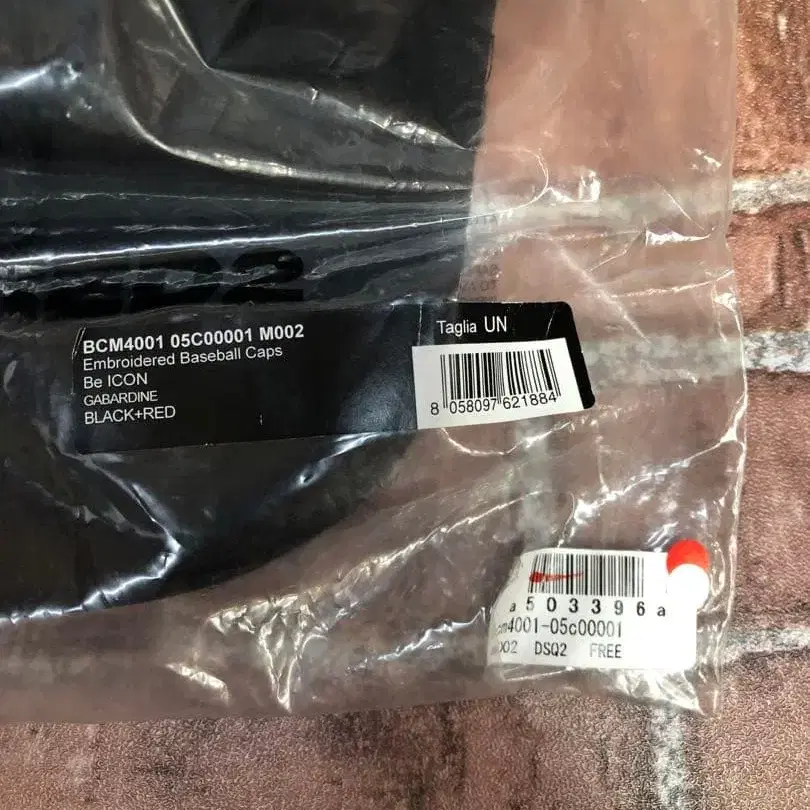 BCM4001 05C00001 M002
Embroidered Baseball Caps
Be ICON
GABARDINE
BLACK+RED
Taglia UN
8 058097 621884
a503396a
cm4001-05c00001
002 DSQ2 FREE